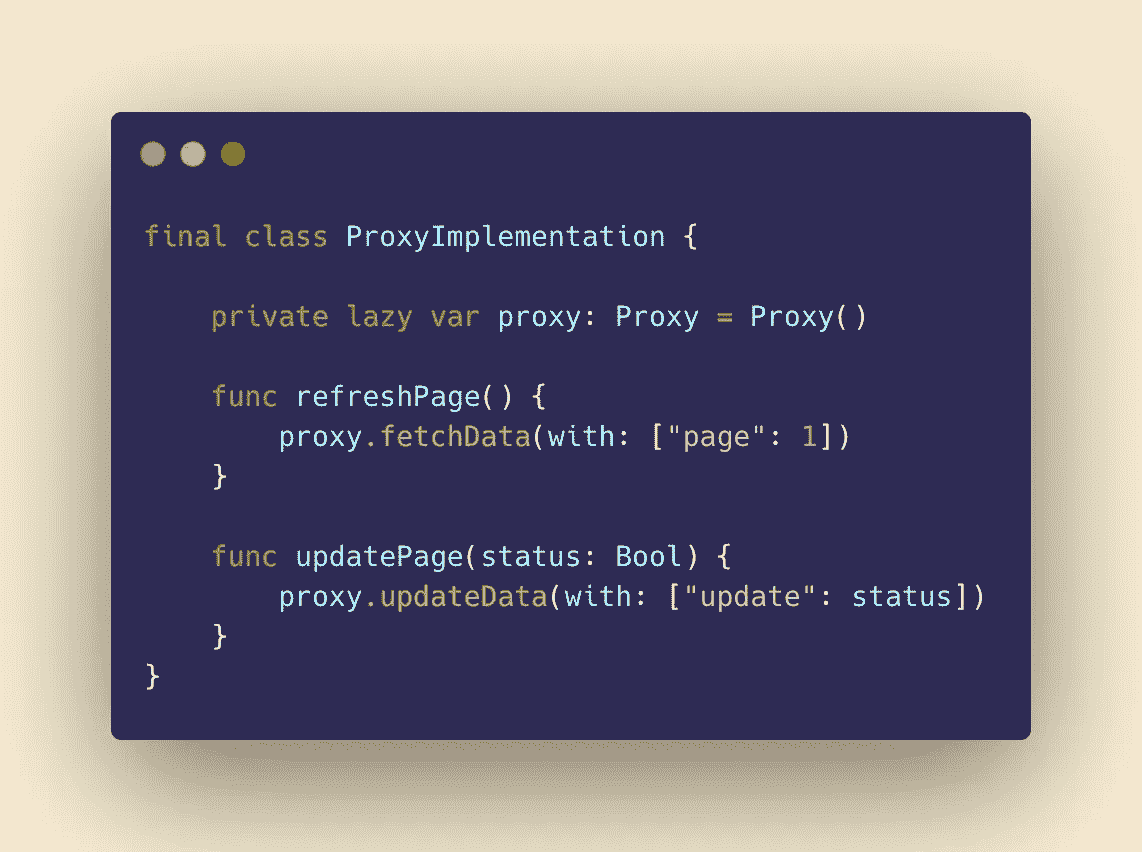 final class ProxyImplementation {
    private lazy var proxy: Proxy = Proxy()
    func refreshPage() {
        proxy.fetchData(with: ["page": 1])
    }
    func updatePage(status: Bool) {
        proxy.updateData(with: ["update": status])
    }
}